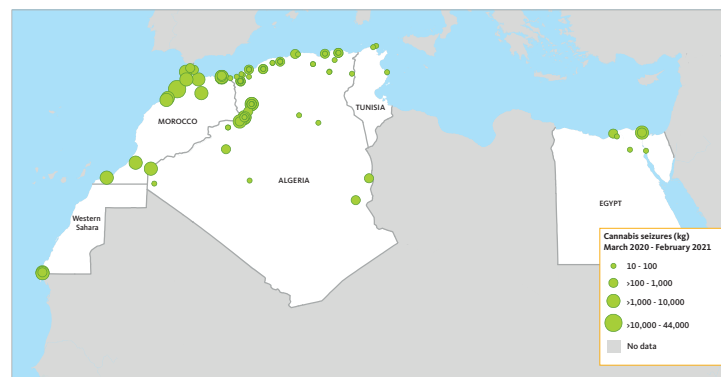 TUNISIA
MOROCCO
ALGERIA
EGYPT
Western
Sahara
Cannabis seizures (kg)
March 2020 - February 2021
10 - 100
>100 - 1,000
>1,000 - 10,000
>10,000 - 44,000
No data